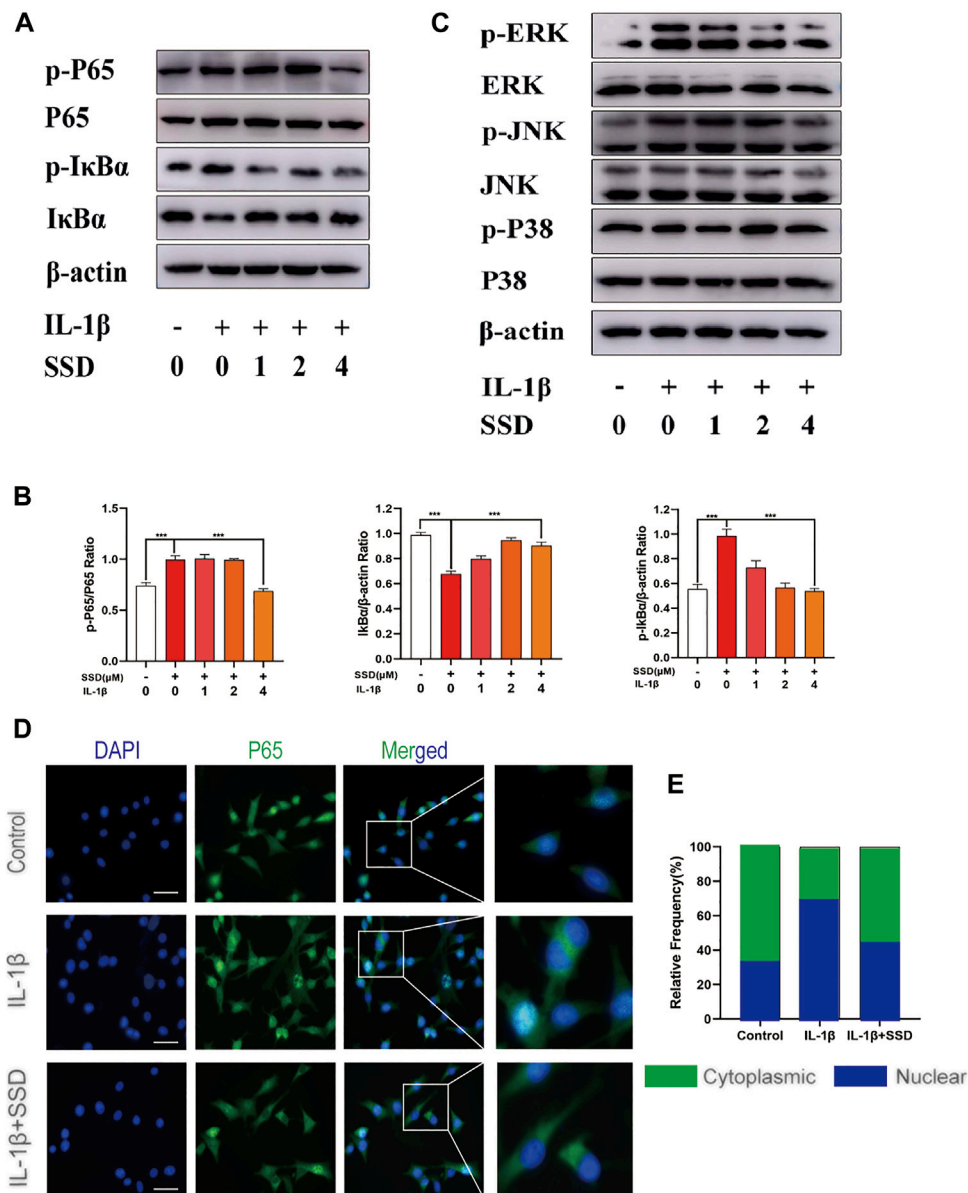 A
p-P65
P65
p-IκBα
IκBα
β-actin
IL-1β - + + + +
SSD 0 0 1 2 4
C
p-ERK
ERK
p-JNK
JNK
p-P38
P38
β-actin
IL-1β - + + + +
SSD 0 0 1 2 4
B
p-P65/P65 Ratio
1.5
1.0
0.5
0.0
*** ***
SSD(μM) - + + + +
IL-1β 0 0 1 2 4
IkBα/β-actin Ratio
1.2
1.0
0.8
0.6
0.4
0.2
0.0
*** ***
SSD(μM) - + + + +
IL-1β 0 0 1 2 4
p-IkBα/β-actin Ratio
1.2
1.0
0.8
0.6
0.4
0.2
0.0
*** ***
SSD(μM) - + + + +
IL-1β 0 0 1 2 4
D
DAPI P65 Merged
Control
IL-1β
IL-1β+SSD
E
Relative Frequency(%)
100
80
60
40
20
0
Control IL-1β IL-1β+SSD
Cytoplasmic Nuclear